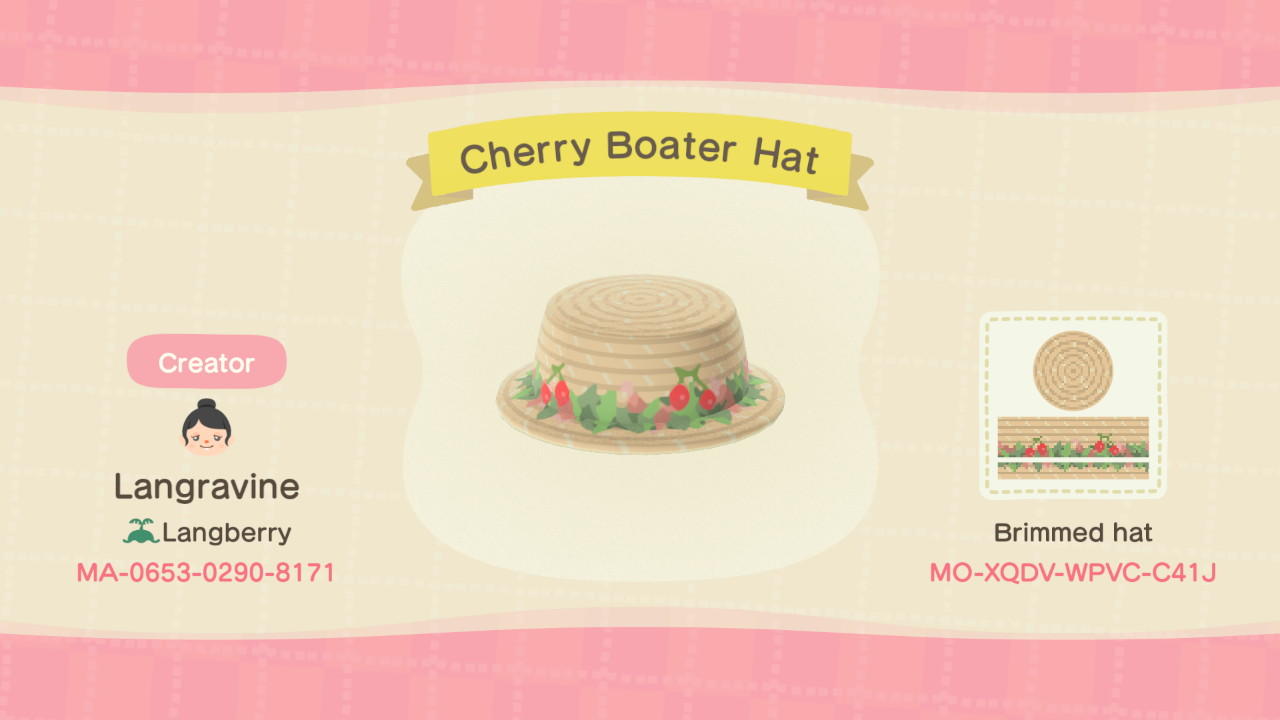 Cherry Boater Hat
Creator
Langravine
Langberry
MA-0653-0290-8171
Brimmed hat
MO-XQDV-WPVC-C41J